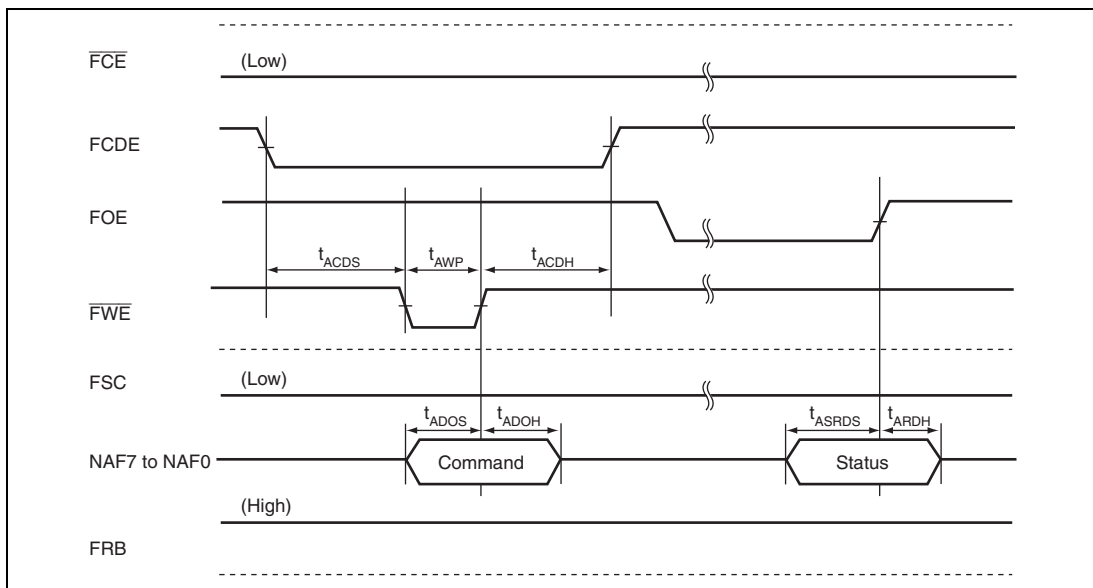 FCE (Low)
FCDE
FOE
tACDS tAWP tACDH
FWE
FSC (Low)
tADOS tADOH tASRDS tARDH
NAF7 to NAF0 Command Status
(High)
FRB